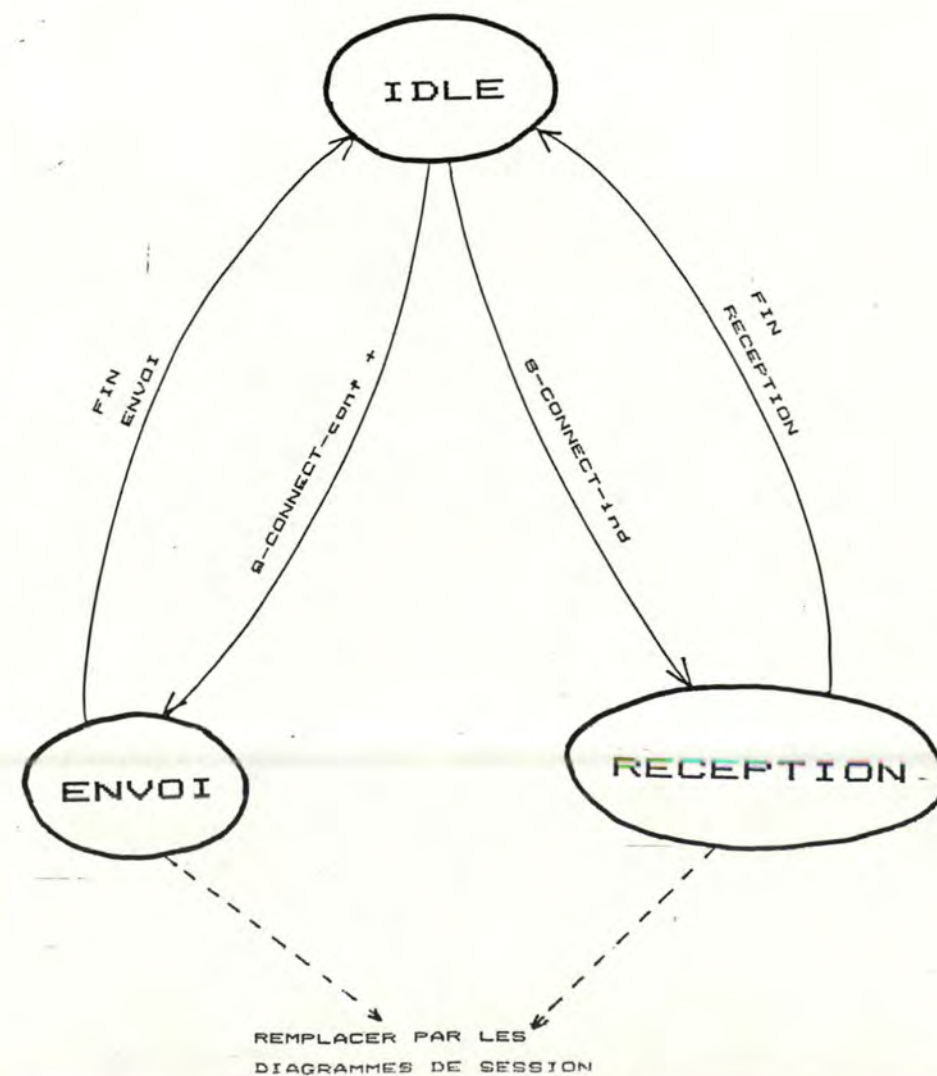 IDLE
FIN
ENVOI
S-CONNECT-conf +
S-CONNECT-ind
FIN
RECEPTION
ENVOI
RECEPTION
REMPLACER PAR LES
DIAGRAMMES DE SESSION